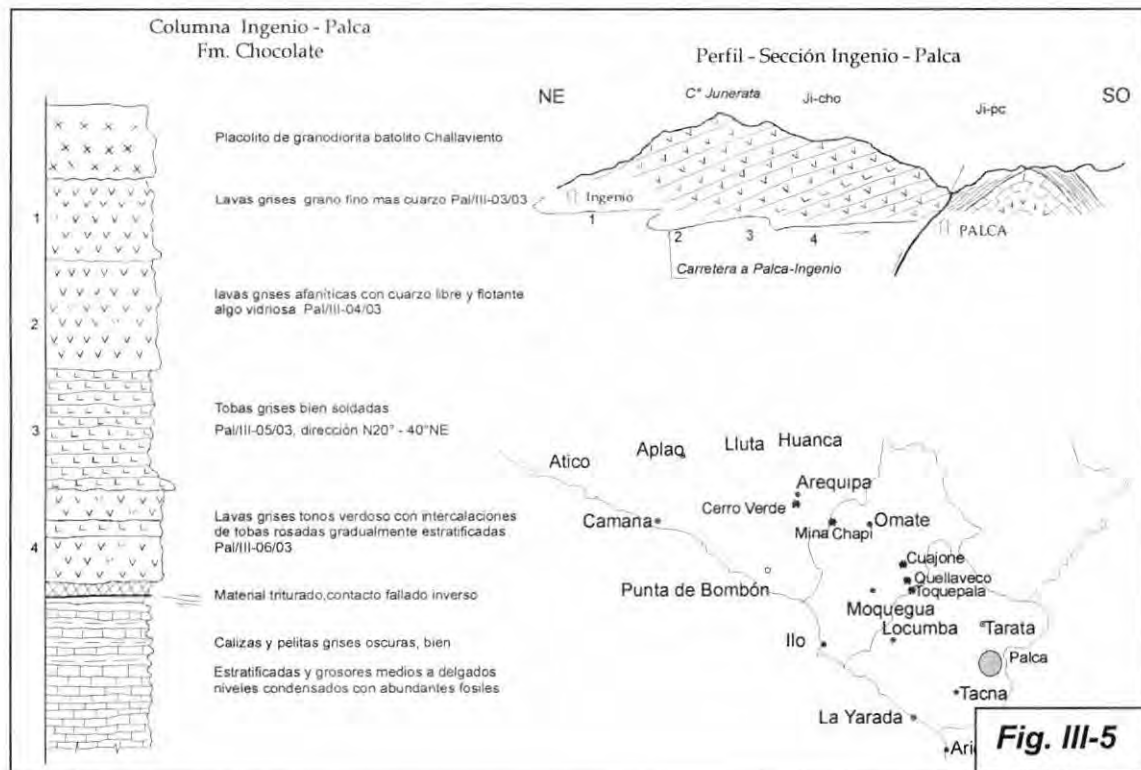 Columna Ingenio - Palca
Fm. Chocolate
Placolito de granodiorita batolito Challaviento
1
Lavas grises grano fino mas cuarzo Pal/III-03/03
2
lavas grises afaníticas con cuarzo libre y flotante
algo vidriosa Pal/III-04/03
3
Tobas grises bien soldadas
Pal/III-05/03, dirección N20° - 40°NE
4
Lavas grises tonos verdoso con intercalaciones
de tobas rosadas gradualmente estratificadas
Pal/III-06/03
Material triturado,contacto fallado inverso
Calizas y pelitas grises oscuras, bien
Estratificadas y grosores medios a delgados
niveles condensados con abundantes fosiles
Perfil - Sección Ingenio - Palca
NE
C° Junerata
Ji-cho
Ji-pc
SO
Ingenio
1
2
3
4
PALCA
Carretera a Palca-Ingenio
Atico
Aplao
Lluta
Huanca
Arequipa
Cerro Verde
Camana
Mina Chapi
Omate
Cuajone
Quellaveco
Toquepala
Punta de Bombón
Moquegua
Locumba
Tarata
Ilo
Palca
Tacna
La Yarada
Ari
Fig. III-5